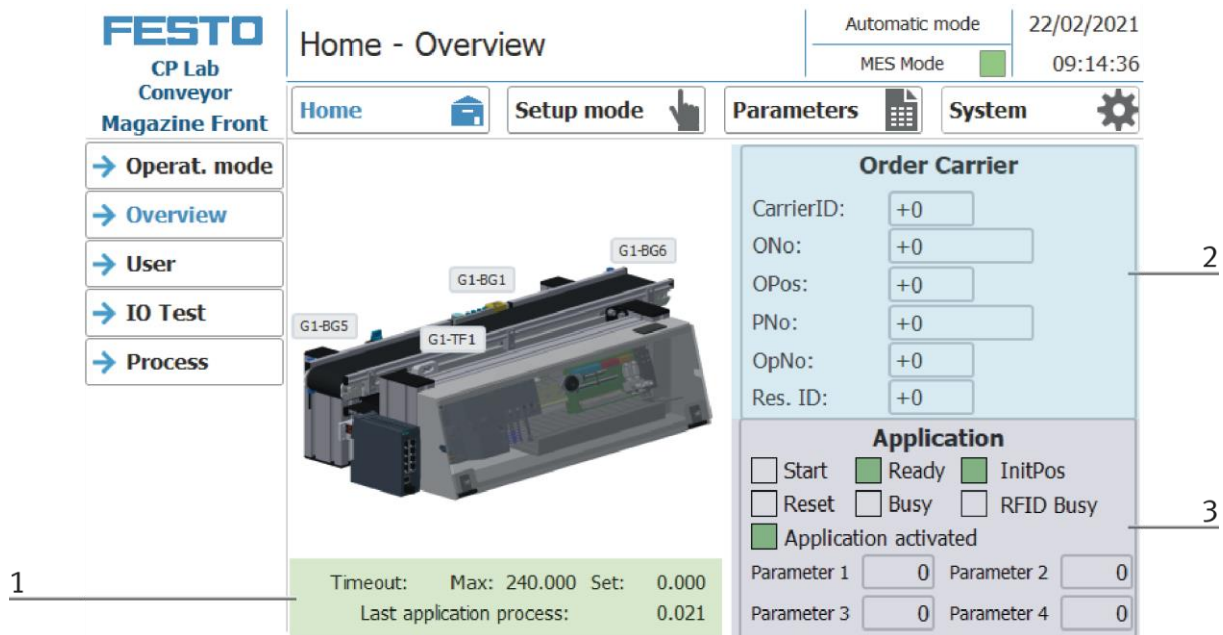 FESTO
CP Lab
Conveyor
Magazine Front
Home - Overview
Automatic mode
MES Mode
22/02/2021
09:14:36
Home
Setup mode
Parameters
System
Operat. mode
Overview
User
IO Test
Process
G1-BG6
G1-BG1
G1-BG5
G1-TF1
Order Carrier
CarrierID: +0
ONo: +0
OPos: +0
PNo: +0
OpNo: +0
Res. ID: +0
2
Application
Start Ready InitPos
Reset Busy RFID Busy
Application activated
Parameter 1 0 Parameter 2 0
Parameter 3 0 Parameter 4 0
3
Timeout: Max: 240.000 Set: 0.000
Last application process: 0.021
1